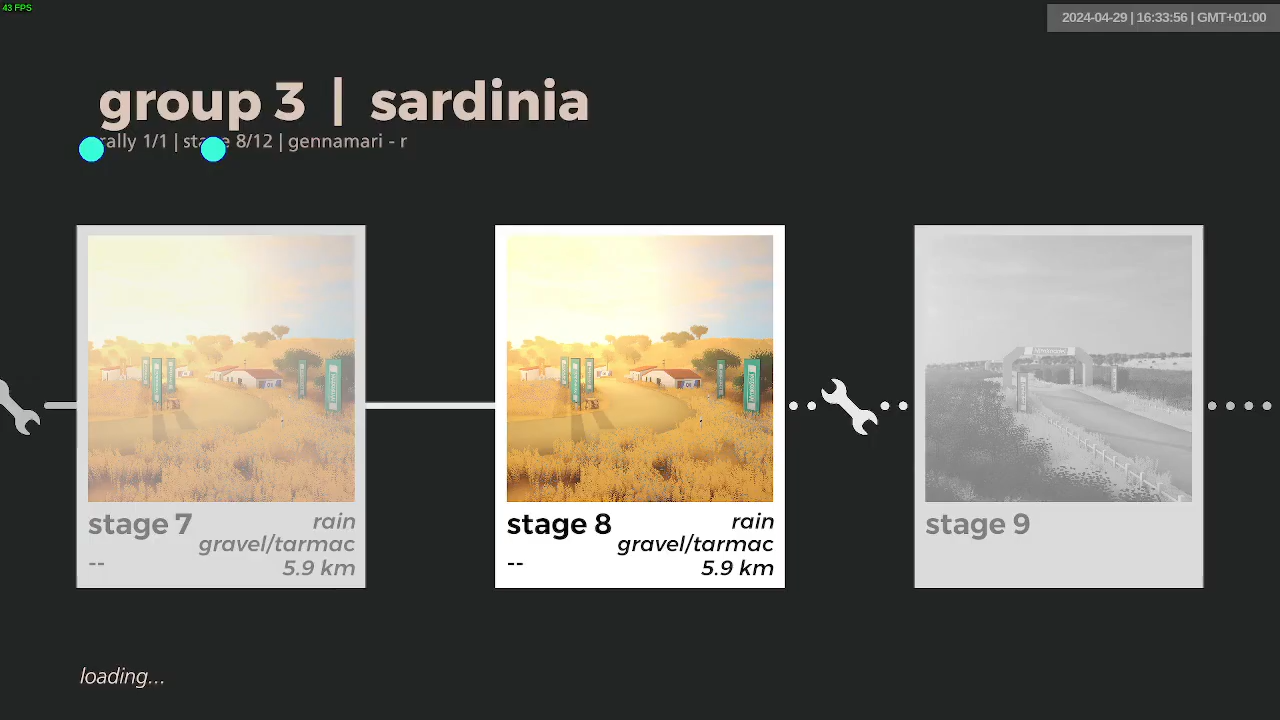 43 FPS
2024-04-29 | 16:33:56 | GMT+01:00
group 3 | sardinia
rally 1/1 | stage 8/12 | gennamari - r
stage 7
rain
gravel/tarmac
--
5.9 km
stage 8
rain
gravel/tarmac
--
5.9 km
stage 9
loading...